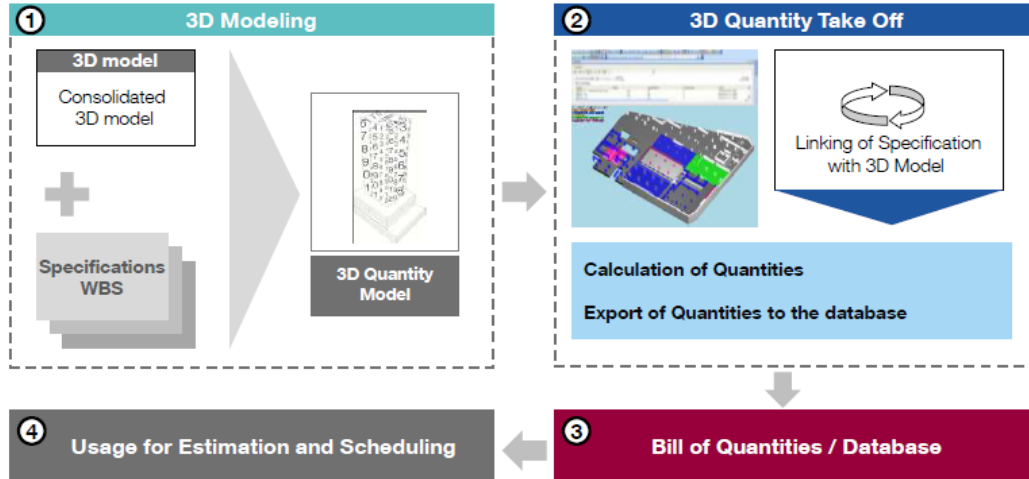 1
3D Modeling
3D model
Consolidated
3D model
Specifications
WBS
3D Quantity
Model
2
3D Quantity Take Off
Linking of Specification
with 3D Model
Calculation of Quantities
Export of Quantities to the database
3
Bill of Quantities / Database
4
Usage for Estimation and Scheduling